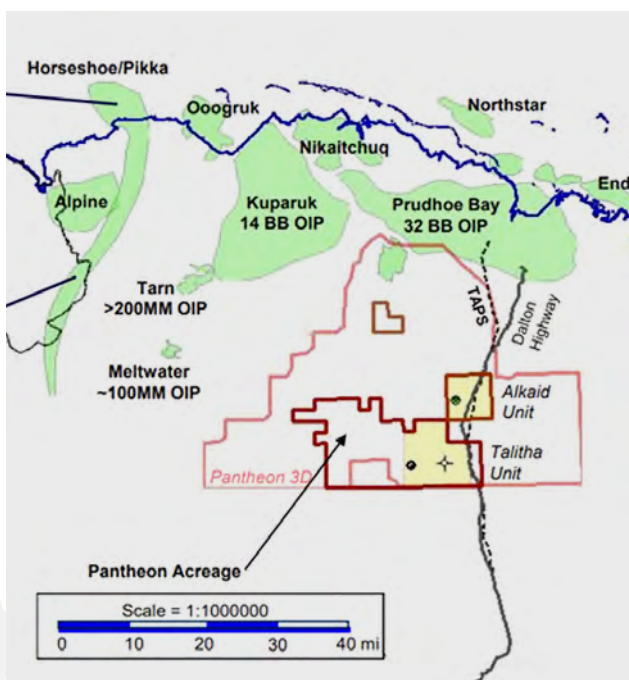 Horseshoe/Pikka
Ooogruk
Northstar
Nikaitchuq
End
Alpine
Kuparuk
14 BB OIP
Prudhoe Bay
32 BB OIP
Tarn
>200MM OIP
TAPS
Dalton
Highway
Meltwater
~100MM OIP
Alkaid
Unit
Talitha
Unit
Pantheon 3D
Pantheon Acreage
Scale = 1:1000000
0 10 20 30 40 mi